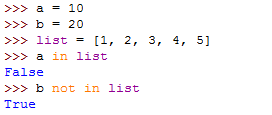 >>> a = 10
>>> b = 20
>>> list = [1, 2, 3, 4, 5]
>>> a in list
False
>>> b not in list
True